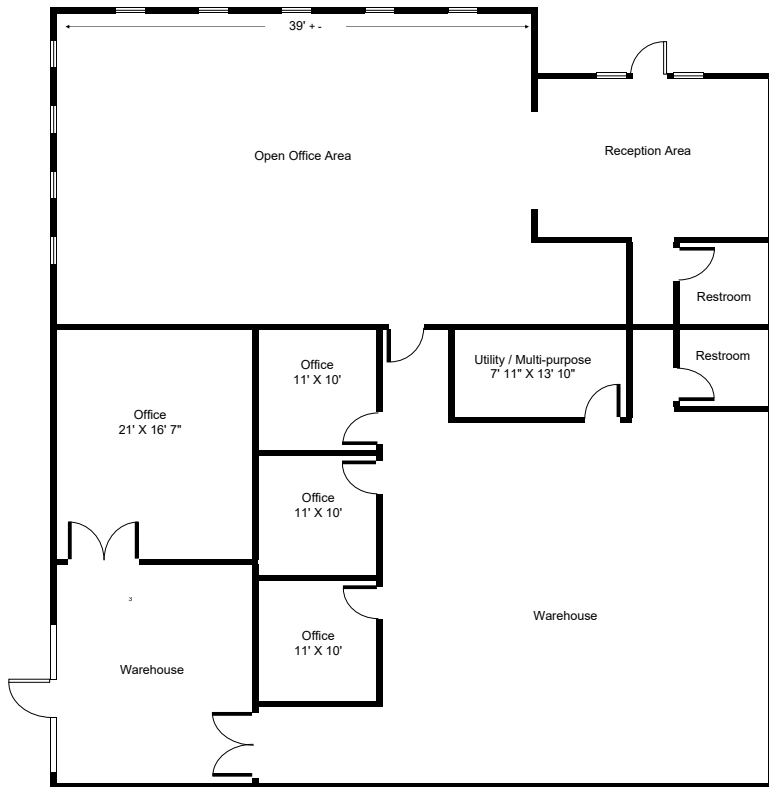 39' + -
Open Office Area
Reception Area
Restroom
Restroom
Utility / Multi-purpose
7' 11" X 13' 10"
Office
11' X 10'
Office
21' X 16' 7"
Office
11' X 10'
3
Office
11' X 10'
Warehouse
Warehouse